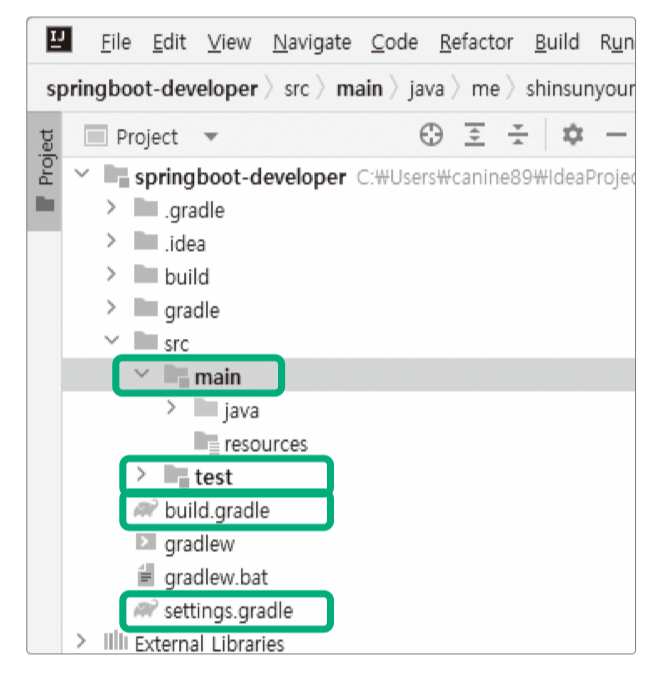 IJ
File Edit View Navigate Code Refactor Build Run
springboot-developer 〉 src 〉 main 〉 java 〉 me 〉 shinsunyour
Project
Project
springboot-developer C:₩Users₩canine89₩IdeaProjec
.gradle
.idea
build
gradle
src
main
java
resources
test
build.gradle
gradlew
gradlew.bat
settings.gradle
External Libraries